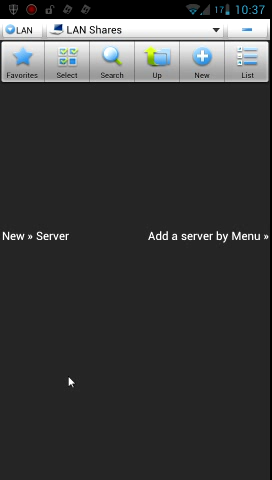 17 10:37
LAN LAN Shares
Favorites Select Search Up New List
New » Server Add a server by Menu »